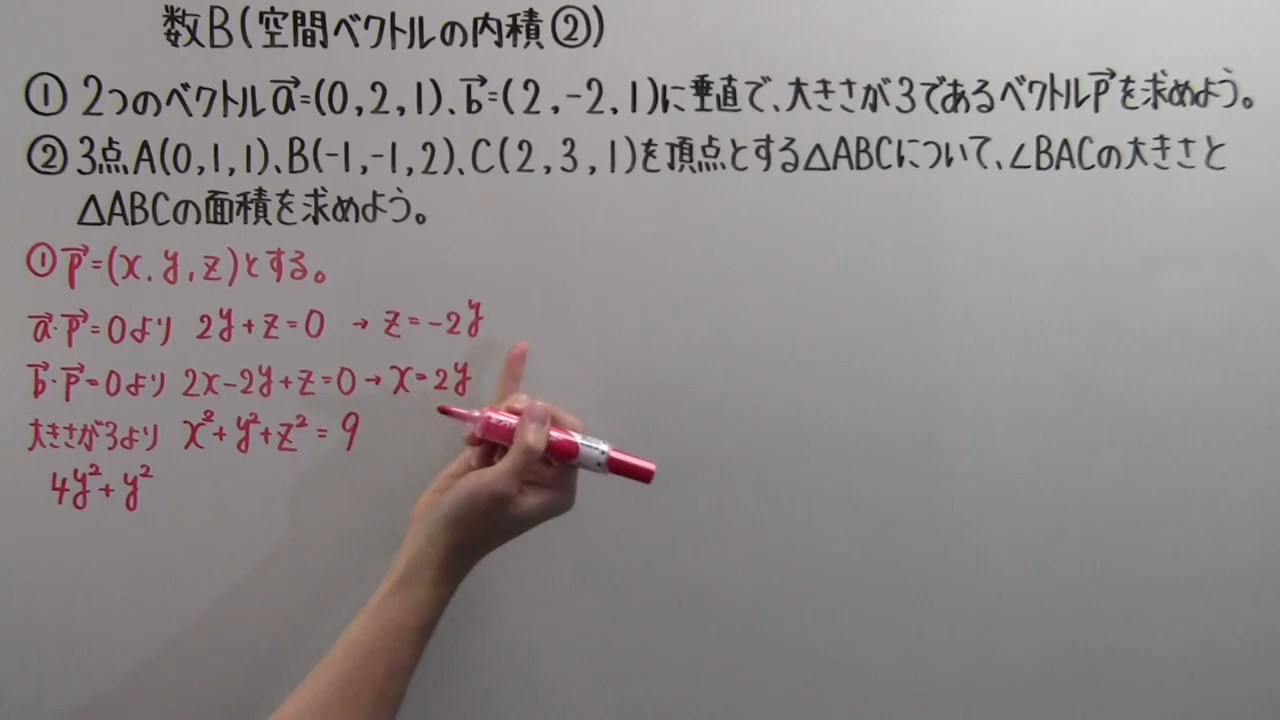 数B(空間ベクトルの内積②)
① 2つのベクトルa→=(0,2,1)、b→=(2,-2,1)に垂直で、大きさが3であるベクトルp→を求めよう。
② 3点A(0,1,1)、B(-1,-1,2)、C(2,3,1)を頂点とする△ABCについて、∠BACの大きさと
△ABCの面積を求めよう。
① p→=(x,y,z)とする。
a→・p→=0より 2y+z=0 → z=-2y
b→・p→=0より 2x-2y+z=0→x=2y
大きさが3より x²+y²+z²=9
4y²+y²